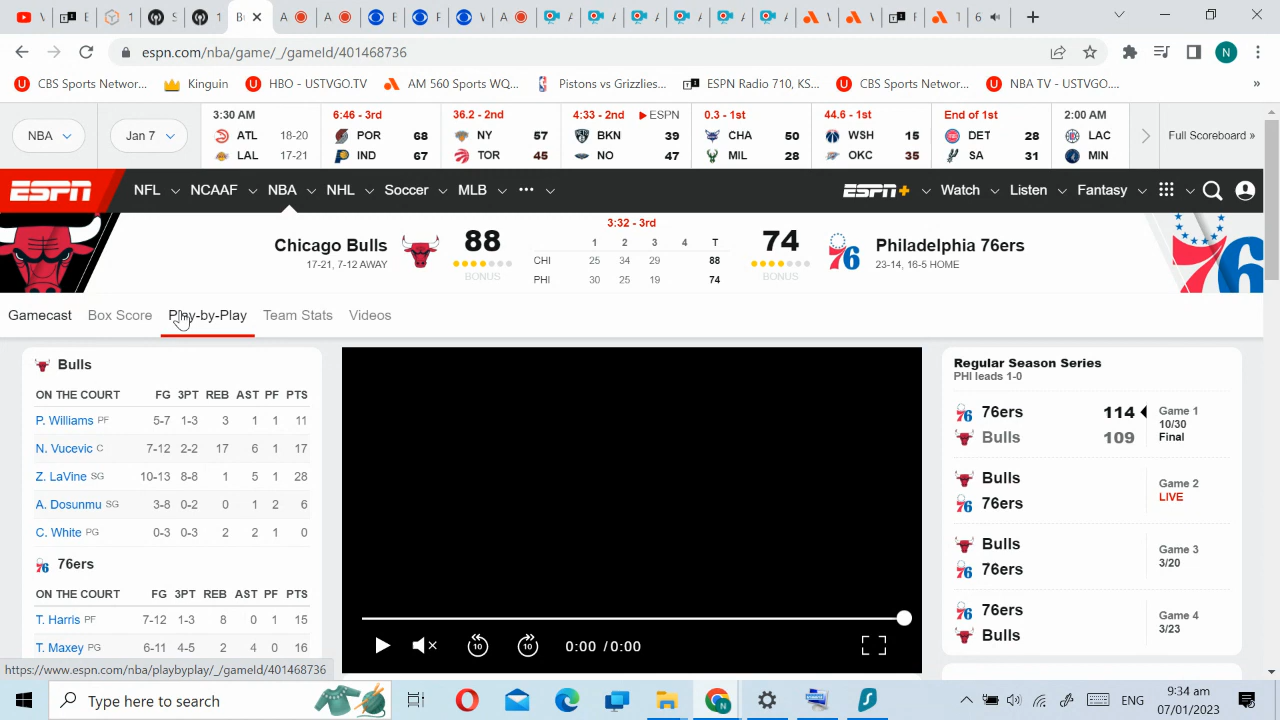 espn.com/nba/game/_/gameId/401468736
N
CBS Sports Networ...
Kinguin
HBO - USTVGO.TV
AM 560 Sports WQ...
Pistons vs Grizzlies...
ESPN Radio 710, KS...
CBS Sports Networ...
NBA TV - USTVGO....
»
NBA
Jan 7
3:30 AM
ATL 18-20
LAL 17-21
6:46 - 3rd
POR 68
IND 67
36.2 - 2nd
NY 57
TOR 45
4:33 - 2nd ESPN
BKN 39
NO 47
0.3 - 1st
CHA 50
MIL 28
44.6 - 1st
WSH 15
OKC 35
End of 1st
DET 28
SA 31
2:00 AM
LAC
MIN
Full Scoreboard »
ESPN NFL NCAAF NBA NHL Soccer MLB ••• ESPN+ Watch Listen Fantasy
Chicago Bulls
17-21, 7-12 AWAY
88
BONUS
3:32 - 3rd
1 2 3 4 T
CHI 25 34 29 88
PHI 30 25 19 74
74
BONUS
76
Philadelphia 76ers
23-14, 16-5 HOME
Gamecast Box Score Play-by-Play Team Stats Videos
Bulls
ON THE COURT FG 3PT REB AST PF PTS
P. Williams PF 5-7 1-3 3 1 1 11
N. Vucevic C 7-12 2-2 17 6 1 17
Z. LaVine SG 10-13 8-8 1 5 1 28
A. Dosunmu SG 3-8 0-2 0 1 2 6
C. White PG 0-3 0-3 2 2 1 0
76ers
ON THE COURT FG 3PT REB AST PF PTS
T. Harris PF 7-12 1-3 8 0 1 15
T. Maxey PG 6-11 4-5 2 4 0 16
10
10
0:00 / 0:00
Regular Season Series
PHI leads 1-0
76ers 114
Bulls 109
Game 1
10/30
Final
Bulls
76ers
Game 2
LIVE
Bulls
76ers
Game 3
3/20
76ers
Bulls
Game 4
3/23
https://www.espn.com/nba/playbyplay/_/gameId/401468736
Type here to search
ENG
9:34 am
07/01/2023